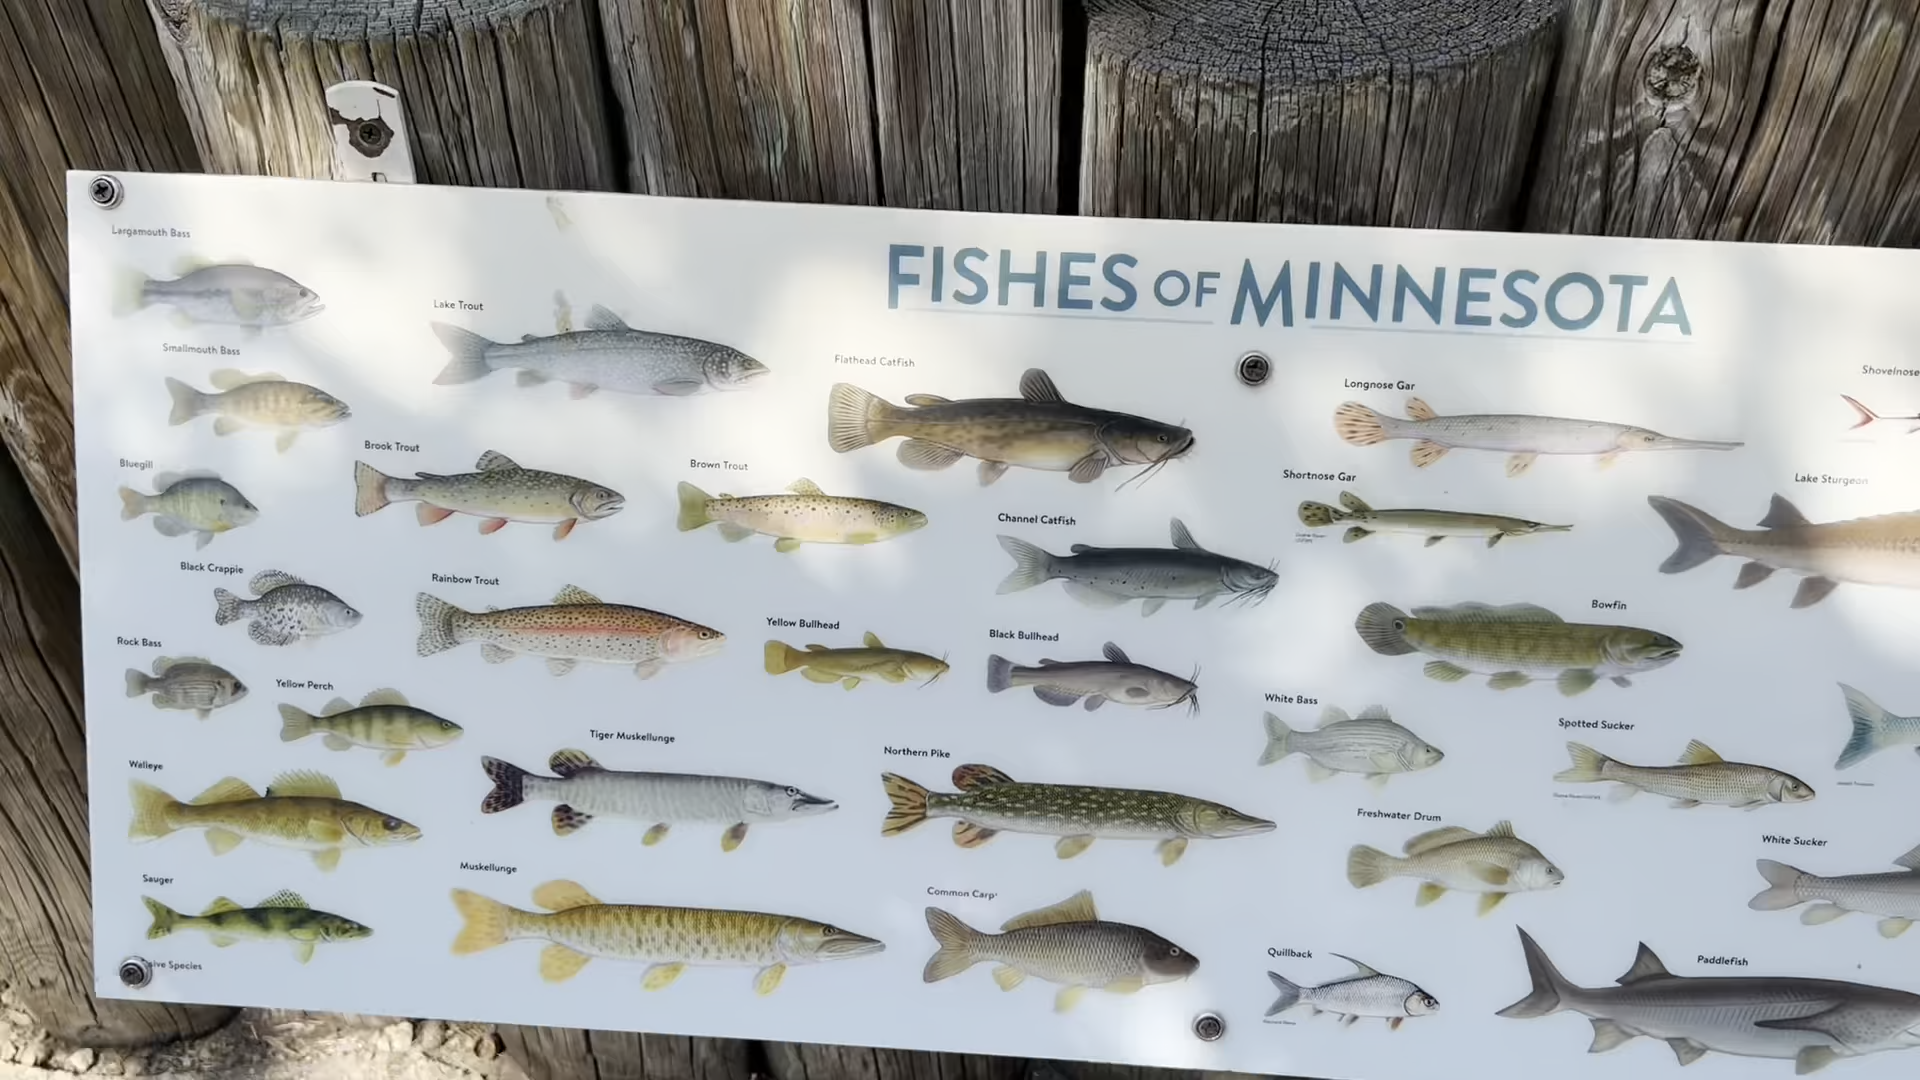 FISHES OF MINNESOTA
Largamouth Bass
Lake Trout
Smallmouth Bass
Flathead Catfish
Longnose Gar
Shovelnose
Brook Trout
Brown Trout
Bluegill
Shortnose Gar
Lake Sturgeon
Channel Catfish
Black Crappie
Rainbow Trout
Bowfin
Rock Bass
Yellow Bullhead
Black Bullhead
Yellow Perch
White Bass
Tiger Muskellunge
Northern Pike
Spotted Sucker
Walleye
Freshwater Drum
White Sucker
Muskellunge
Sauger
Common Carp
Quillback
Paddlefish
Species